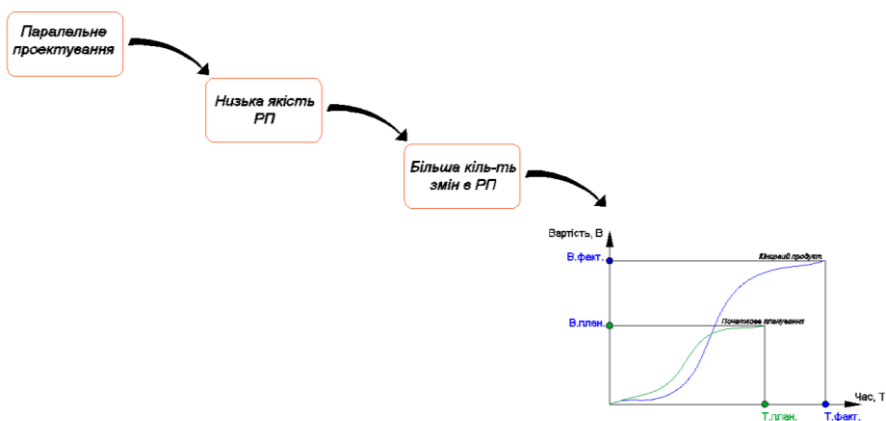 Паралельне
проектування
Низька якість
РП
Більша кіль-ть
змін в РП
Вартість, В
В.факт.
Кінцевий продукт
В.план.
Початкове планування
Час, Т
Т.план.
Т.факт.